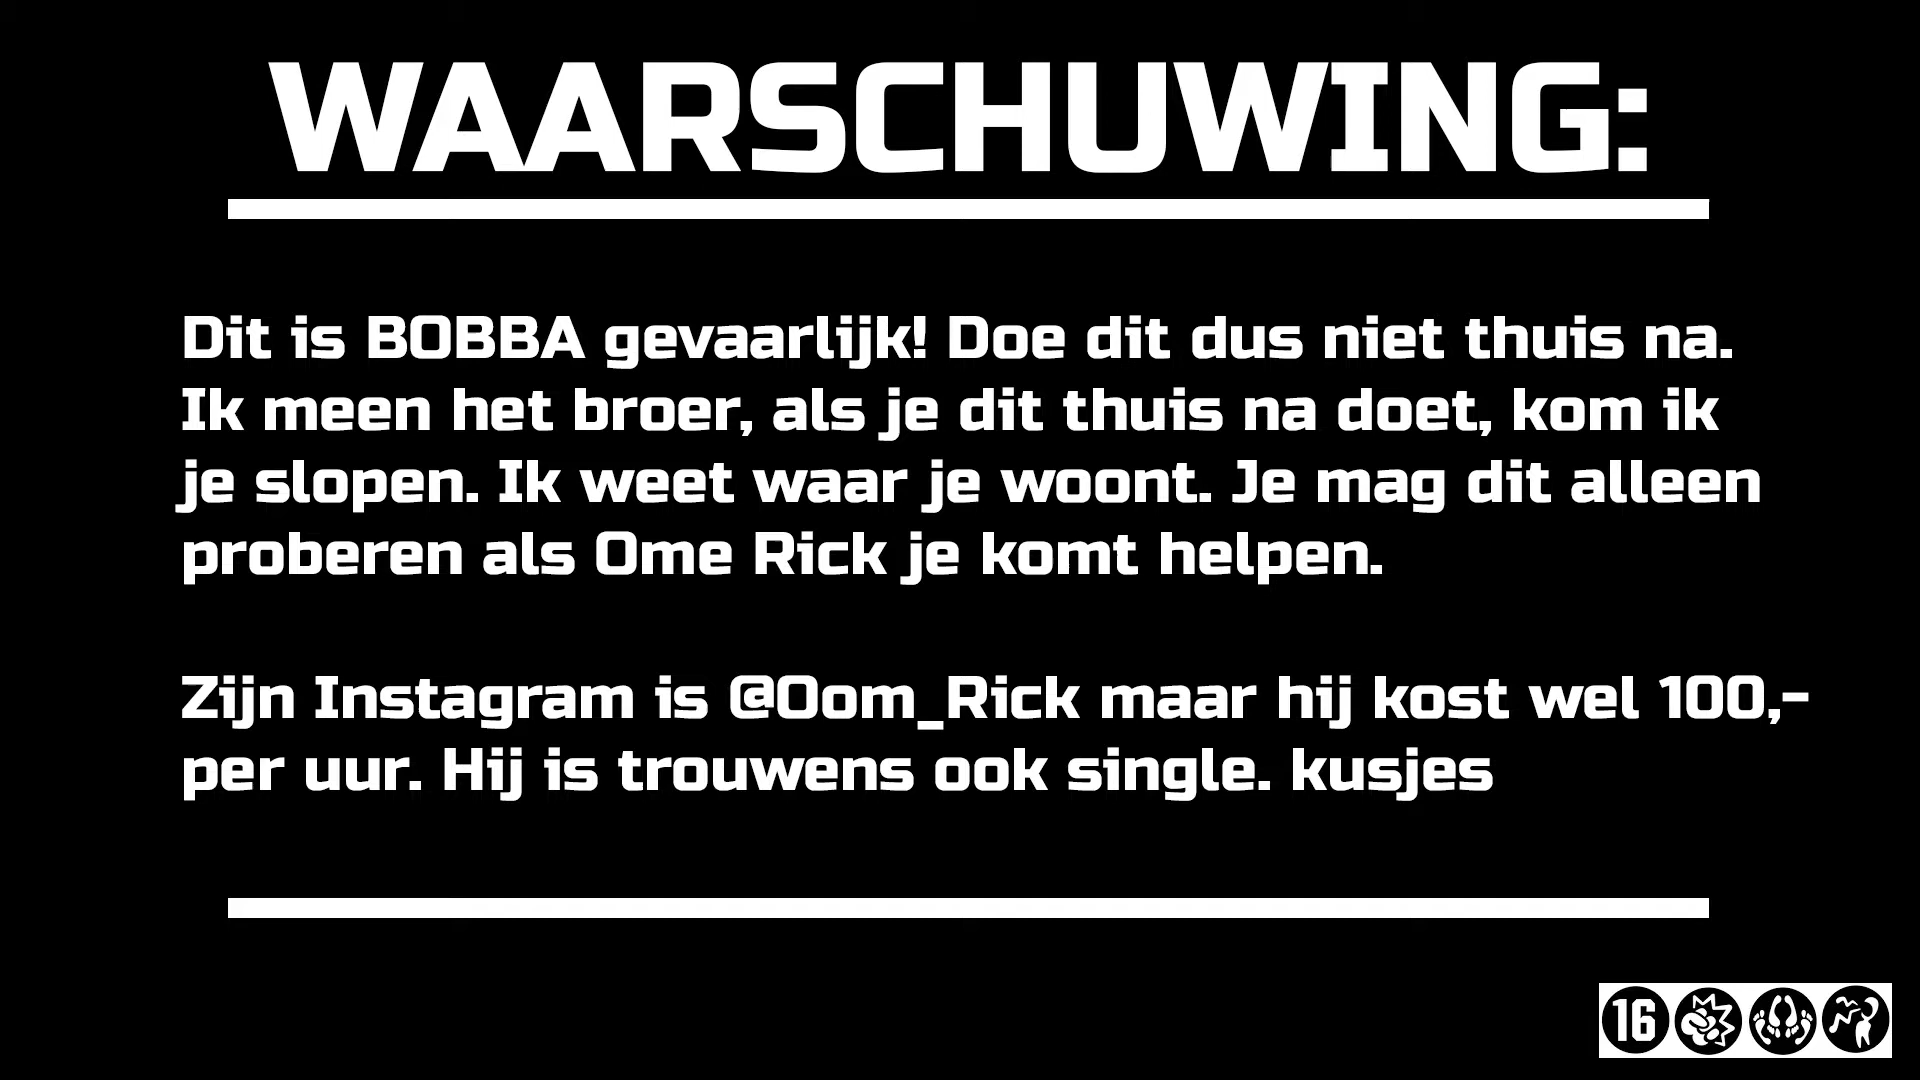 WAARSCHUWING:
Dit is BOBBA gevaarlijk! Doe dit dus niet thuis na.
Ik meen het broer, als je dit thuis na doet, kom ik
je slopen. Ik weet waar je woont. Je mag dit alleen
proberen als Ome Rick je komt helpen.
Zijn Instagram is @Oom_Rick maar hij kost wel 100,-
per uur. Hij is trouwens ook single. kusjes
16